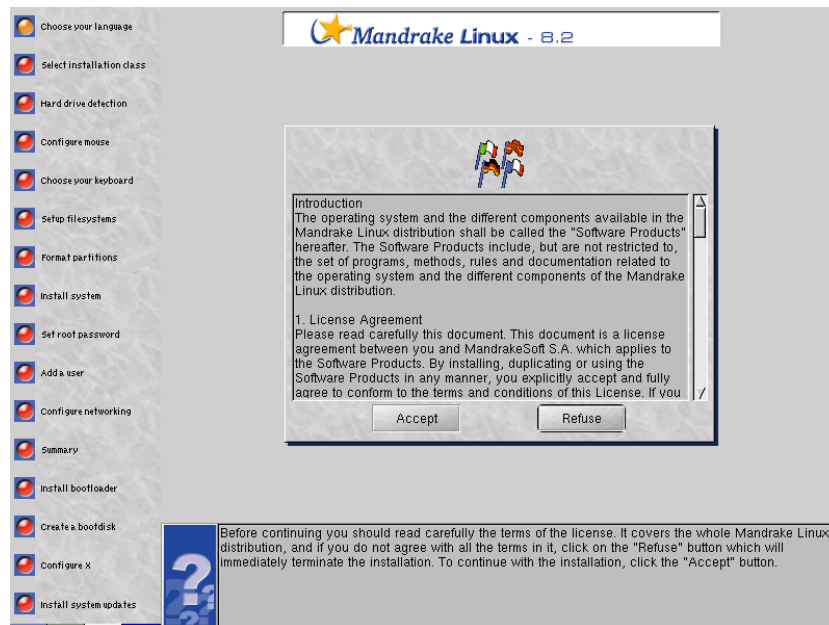 Choose your language
Select installation class
Hard drive detection
Configure mouse
Choose your keyboard
Setup filesystems
Format partitions
Install system
Set root password
Add a user
Configure networking
Summary
Install bootloader
Create a bootdisk
Configure X
Install system updates
Mandrake Linux - 8.2
Introduction
The operating system and the different components available in the
Mandrake Linux distribution shall be called the "Software Products"
hereafter. The Software Products include, but are not restricted to,
the set of programs, methods, rules and documentation related to
the operating system and the different components of the Mandrake
Linux distribution.
1. License Agreement
Please read carefully this document. This document is a license
agreement between you and MandrakeSoft S.A. which applies to
the Software Products. By installing, duplicating or using the
Software Products in any manner, you explicitly accept and fully
agree to conform to the terms and conditions of this License. If you
Accept
Refuse
Before continuing you should read carefully the terms of the license. It covers the whole Mandrake Linux
distribution, and if you do not agree with all the terms in it, click on the "Refuse" button which will
immediately terminate the installation. To continue with the installation, click the "Accept" button.